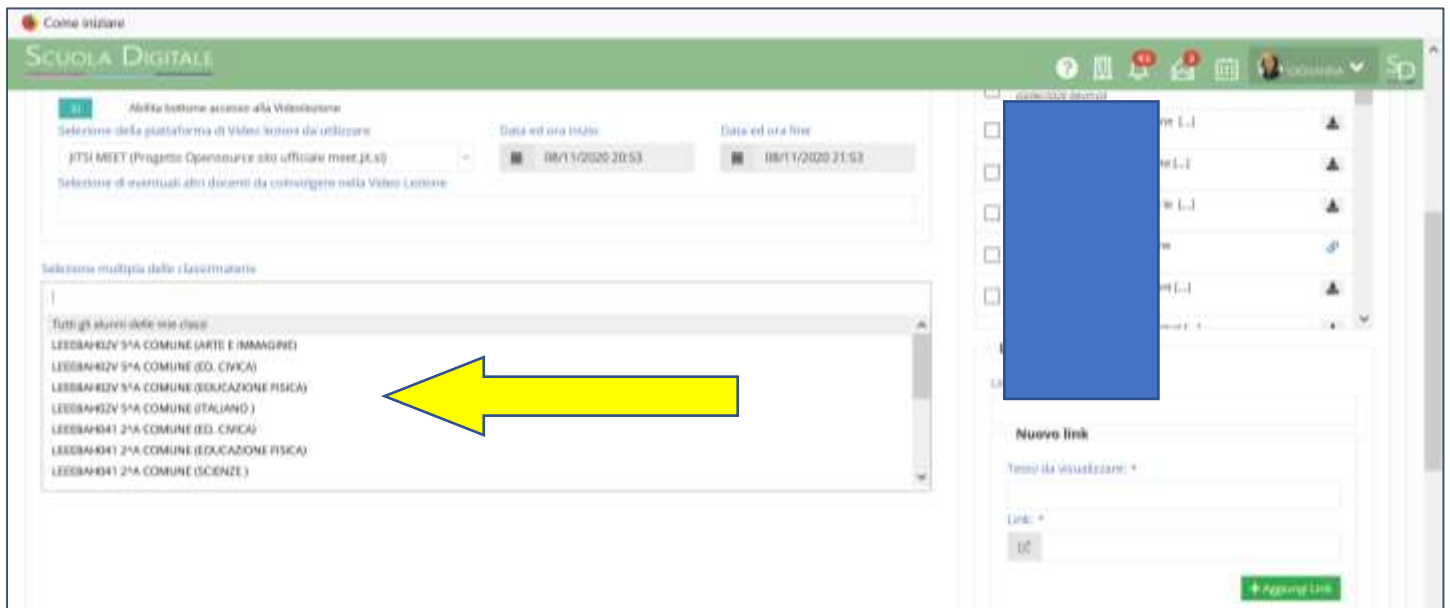 Come iniziare
SCUOLA DIGITALE
SD
Abilita bottone accesso alla Videolezione
Selezione della piattaforma di Video lezioni da utilizzare
Data ed ora inizio
Data ed ora fine
JITSI MEET (Progetto Opensource sito ufficiale meet.jit.si)
08/11/2020 20:53
08/11/2020 21:53
Selezione di eventuali altri docenti da coinvolgere nella Video Lezione
Selezione multipla delle classi/materie
Tutti gli alunni delle mie classi
LEEE8AH02V 5^A COMUNE (ARTE E IMMAGINE)
LEEE8AH02V 5^A COMUNE (ED. CIVICA)
LEEE8AH02V 5^A COMUNE (EDUCAZIONE FISICA)
LEEE8AH02V 5^A COMUNE (ITALIANO )
LEEE8AH041 2^A COMUNE (ED. CIVICA)
LEEE8AH041 2^A COMUNE (EDUCAZIONE FISICA)
LEEE8AH041 2^A COMUNE (SCIENZE )
ne [...]
te [...]
le [...]
ne
[...]
Nuovo link
Testo da visualizzare: *
Link: *
+ Aggiungi Link